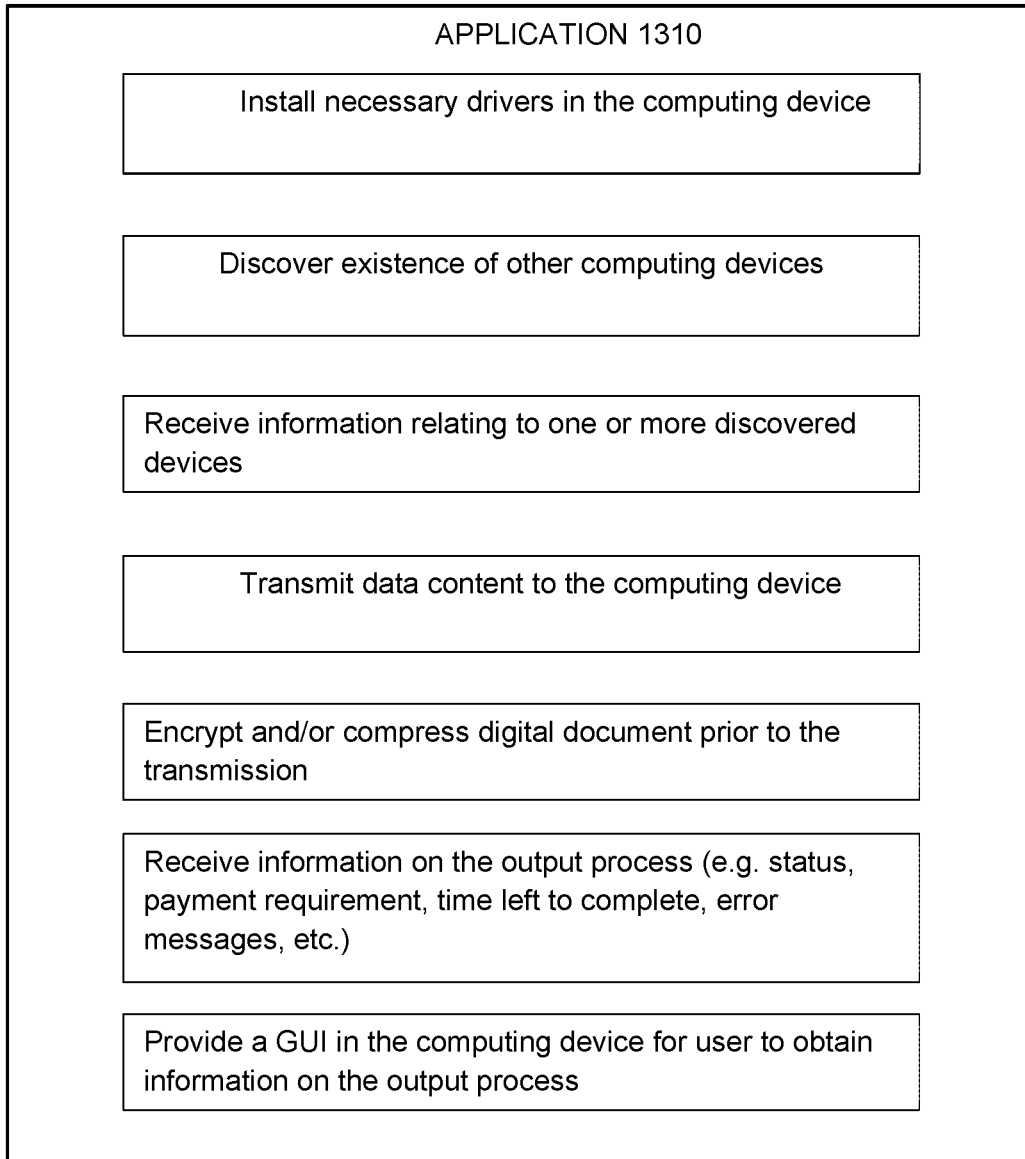 APPLICATION 1310
Install necessary drivers in the computing device
Discover existence of other computing devices
Receive information relating to one or more discovered
devices
Transmit data content to the computing device
Encrypt and/or compress digital document prior to the
transmission
Receive information on the output process (e.g. status,
payment requirement, time left to complete, error
messages, etc.)
Provide a GUI in the computing device for user to obtain
information on the output process